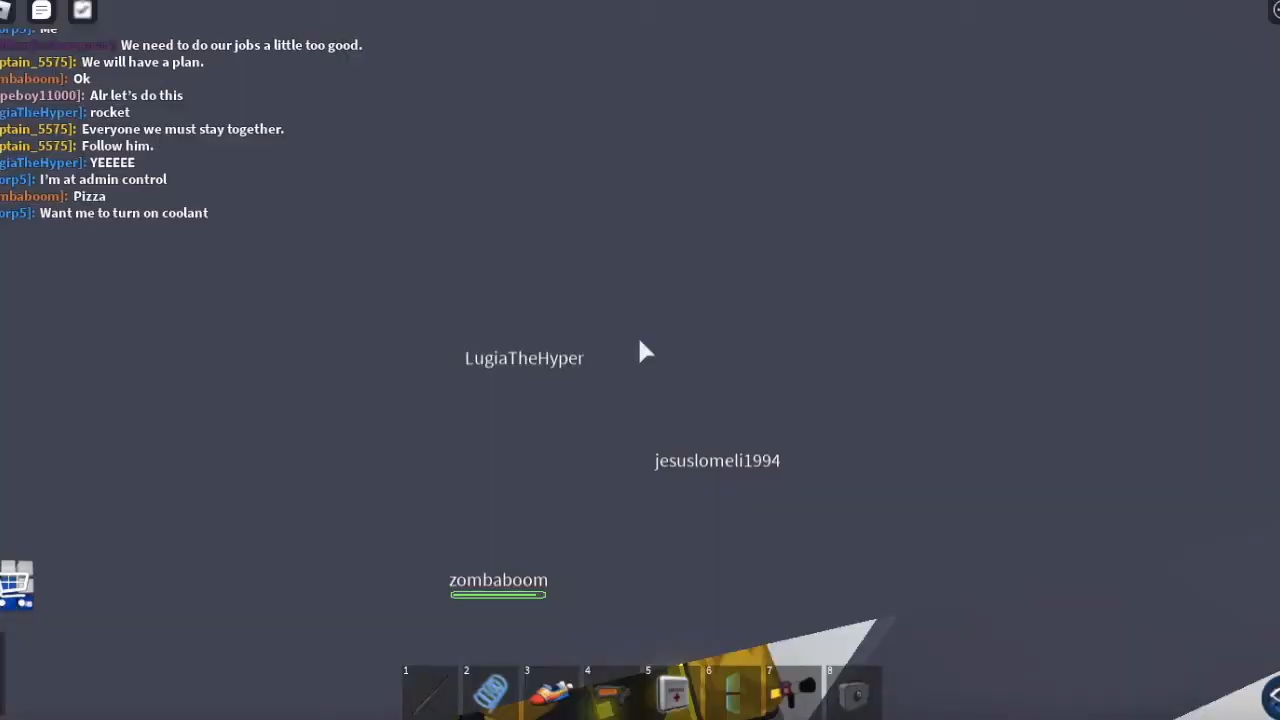 orp5]: Me
We need to do our jobs a little too good.
ptain_5575]: We will have a plan.
mbaboom]: Ok
peboy11000]: Alr let's do this
giaTheHyper]: rocket
ptain_5575]: Everyone we must stay together.
ptain_5575]: Follow him.
giaTheHyper]: YEEEEE
orp5]: I'm at admin control
mbaboom]: Pizza
orp5]: Want me to turn on coolant
LugiaTheHyper
jesuslomeli1994
zombaboom
1 2 3 4 5 6 7 8